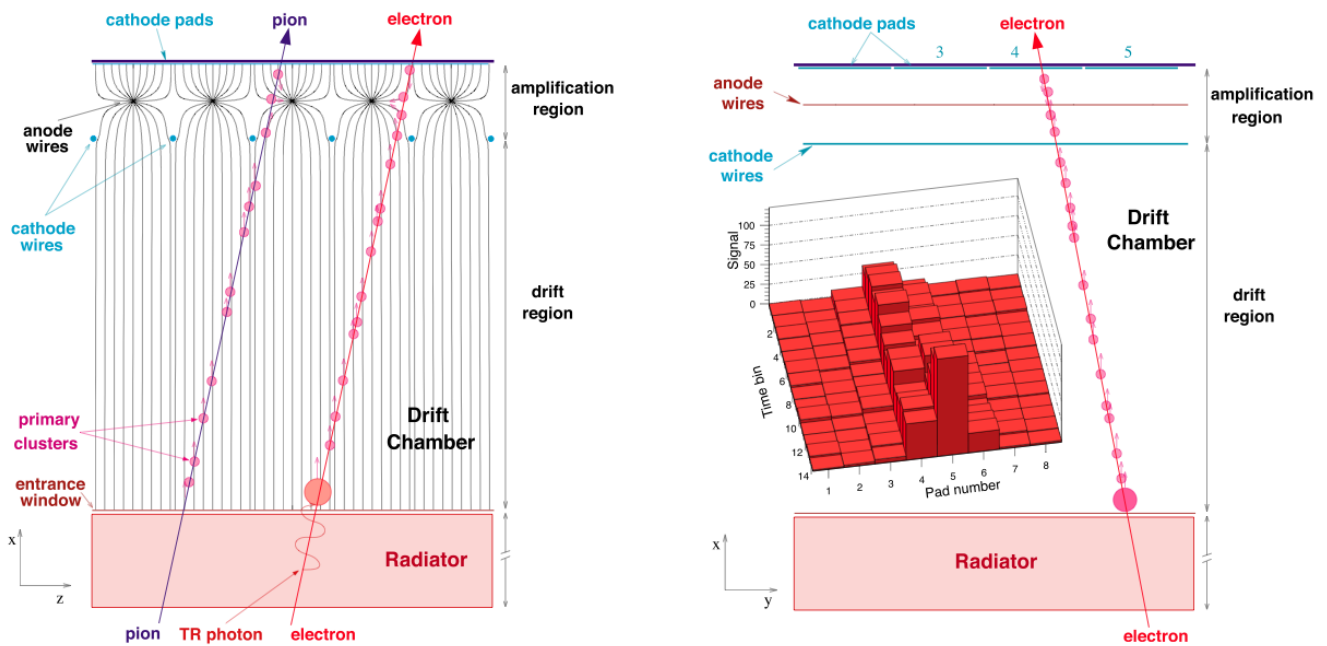 cathode pads
pion
electron
anode
wires
cathode
wires
amplification
region
drift
region
primary
clusters
Drift
Chamber
entrance
window
x
z
Radiator
pion
TR photon
electron
electron
cathode pads
3
4
5
anode
wires
cathode
wires
amplification
region
Drift
Chamber
drift
region
Signal
100
75
50
25
0
Time bin
2
4
6
8
10
12
14
1
2
3
4
5
6
7
8
Pad number
x
y
Radiator
electron